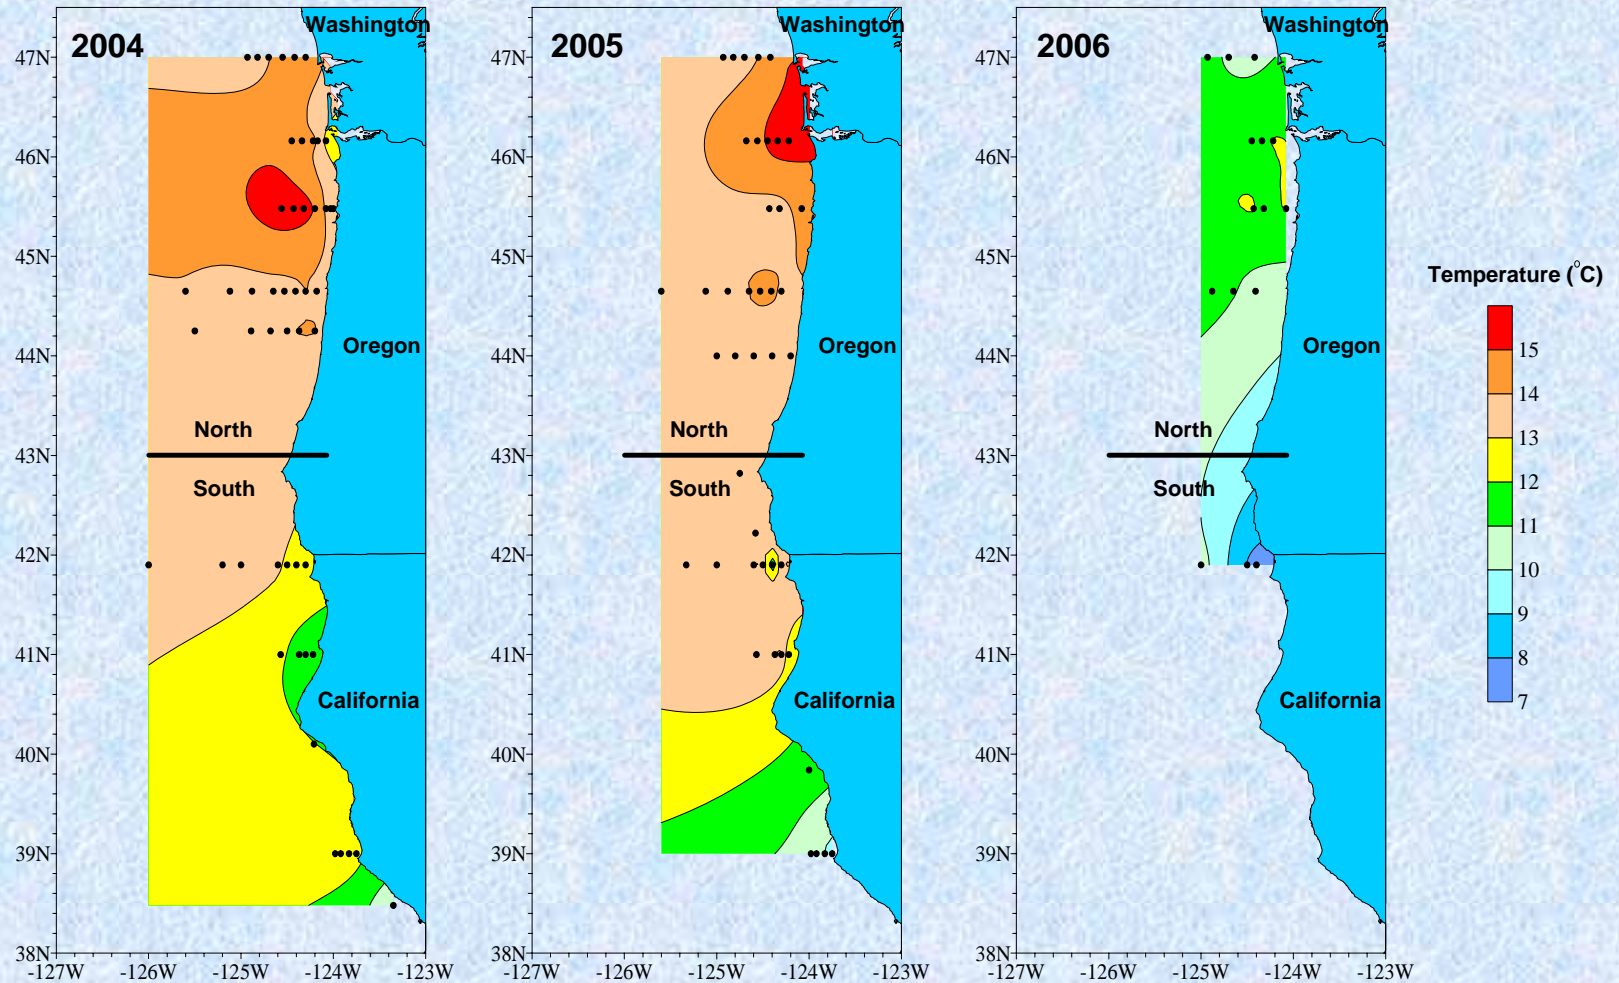 2004
Washington
47N
46N
45N
44N
43N
42N
41N
40N
39N
38N
Oregon
North
South
California
-127W
-126W
-125W
-124W
-123W
2005
Washington
47N
46N
45N
44N
43N
42N
41N
40N
39N
38N
Oregon
North
South
California
-127W
-126W
-125W
-124W
-123W
2006
Washington
47N
46N
45N
44N
43N
42N
41N
40N
39N
38N
Oregon
North
South
California
-127W
-126W
-125W
-124W
-123W
Temperature (°C)
15
14
13
12
11
10
9
8
7